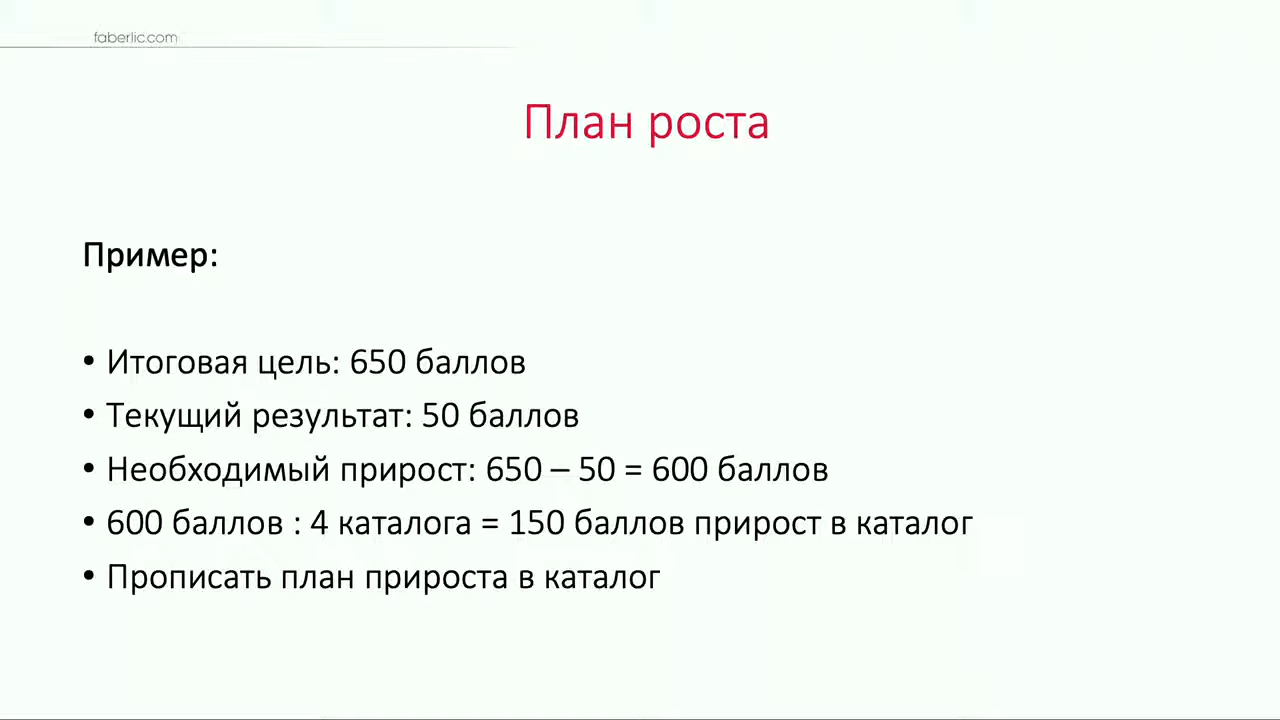 faberlic.com
План роста
Пример:
• Итоговая цель: 650 баллов
• Текущий результат: 50 баллов
• Необходимый прирост: 650 – 50 = 600 баллов
• 600 баллов : 4 каталога = 150 баллов прирост в каталог
• Прописать план прироста в каталог